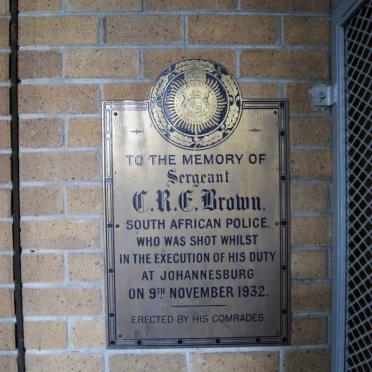 TO THE MEMORY OF
Sergeant
C.R.E. Brown.
SOUTH AFRICAN POLICE.
WHO WAS SHOT WHILST
IN THE EXECUTION OF HIS DUTY
AT JOHANNESBURG
ON 9TH NOVEMBER 1932.
ERECTED BY HIS COMRADES.